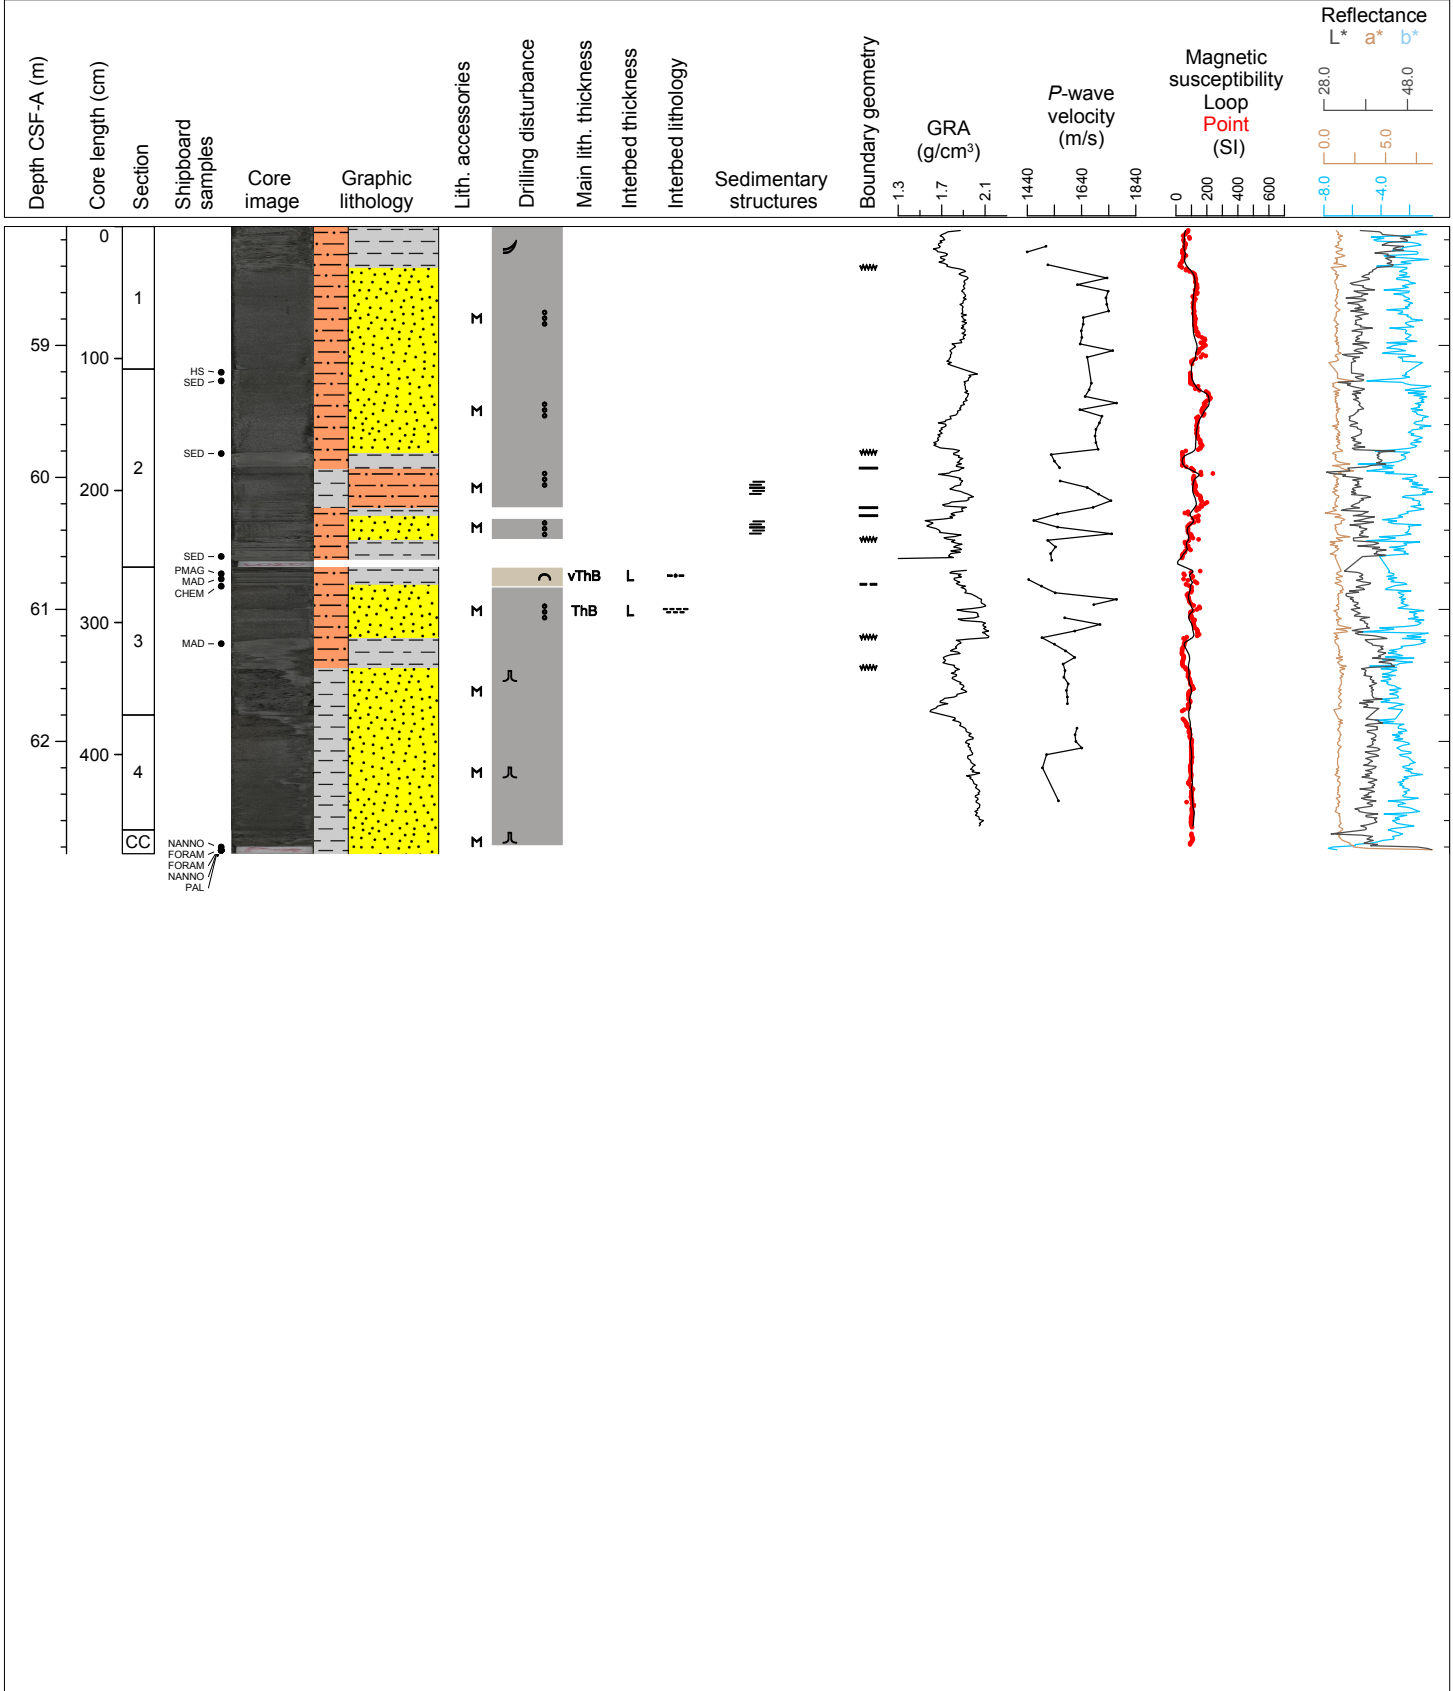 Depth CSF-A (m)
Core length (cm)
Section
Shipboard
samples
Core
image
Graphic
lithology
Lith. accessories
Drilling disturbance
Main lith. thickness
Interbed thickness
Interbed lithology
Sedimentary
structures
Boundary geometry
GRA
(g/cm³)
1.3 1.7 2.1
P-wave
velocity
(m/s)
1440 1640 1840
Magnetic
susceptibility
Loop
Point
(SI)
0 200 400 600
Reflectance
L* a* b*
28.0 48.0
0.0 5.0
-8.0 -4.0
0
1
M
59
100
HS
SED
M
SED
2
60
200
M
M
SED
PMAG
MAD
CHEM
vThB L
61
300
M ThB L
3
MAD
M
62
400
4
M
CC
M
NANNO
FORAM
FORAM
NANNO
PAL